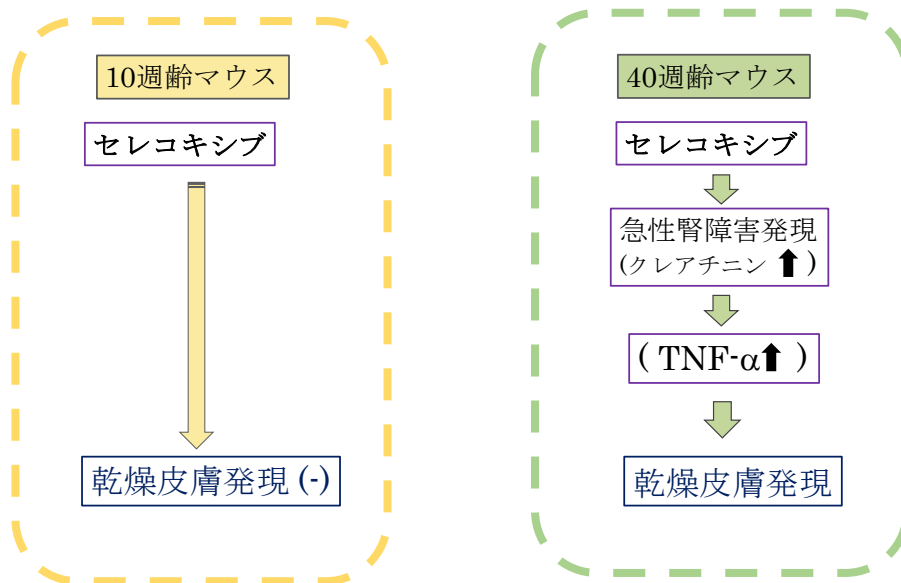 10週齢マウス
セレコキシブ
乾燥皮膚発現 (-)
40週齢マウス
セレコキシブ
急性腎障害発現
(クレアチニン ⬆ )
( TNF-α⬆ )
乾燥皮膚発現